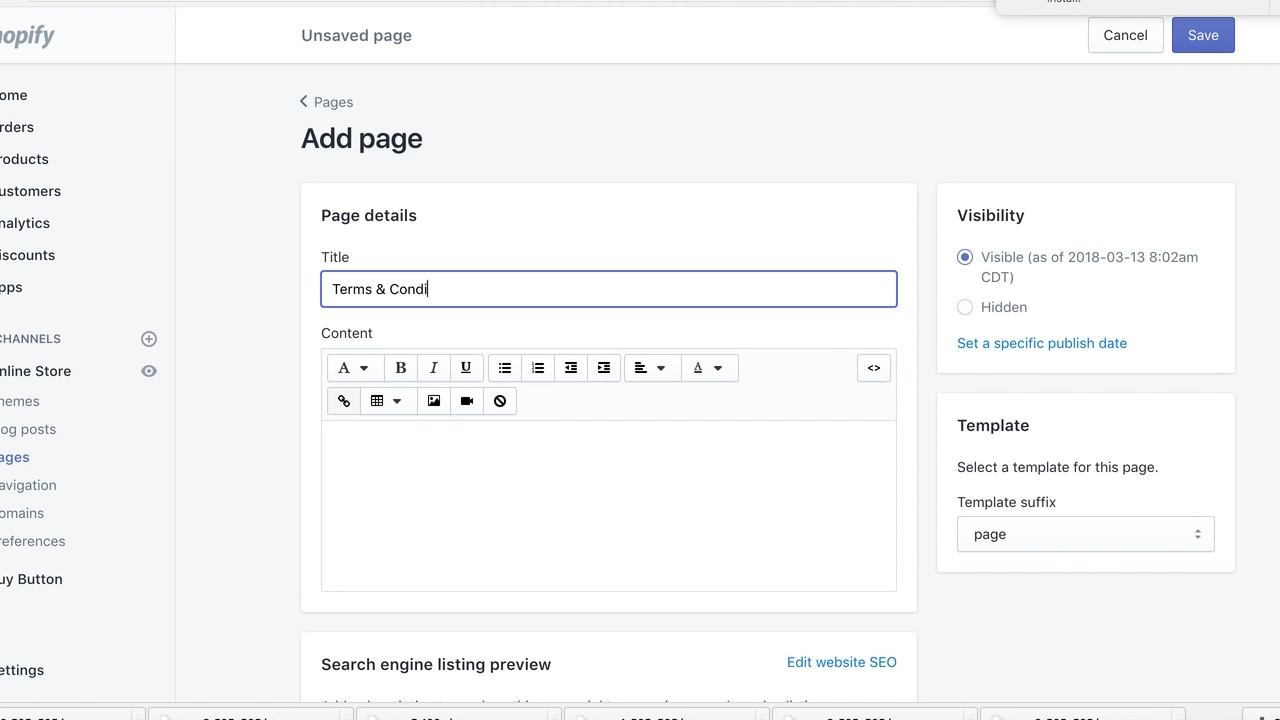 Unsaved page
Cancel
Save
Pages
Add page
Page details
Title
Terms & Condi
Content
A
B
I
U
A
<>
Search engine listing preview
Edit website SEO
Visibility
Visible (as of 2018-03-13 8:02am
CDT)
Hidden
Set a specific publish date
Template
Select a template for this page.
Template suffix
page
opify
ome
rders
roducts
ustomers
nalytics
iscounts
pps
CHANNELS
nline Store
hemes
og posts
ages
avigation
omains
references
uy Button
ettings